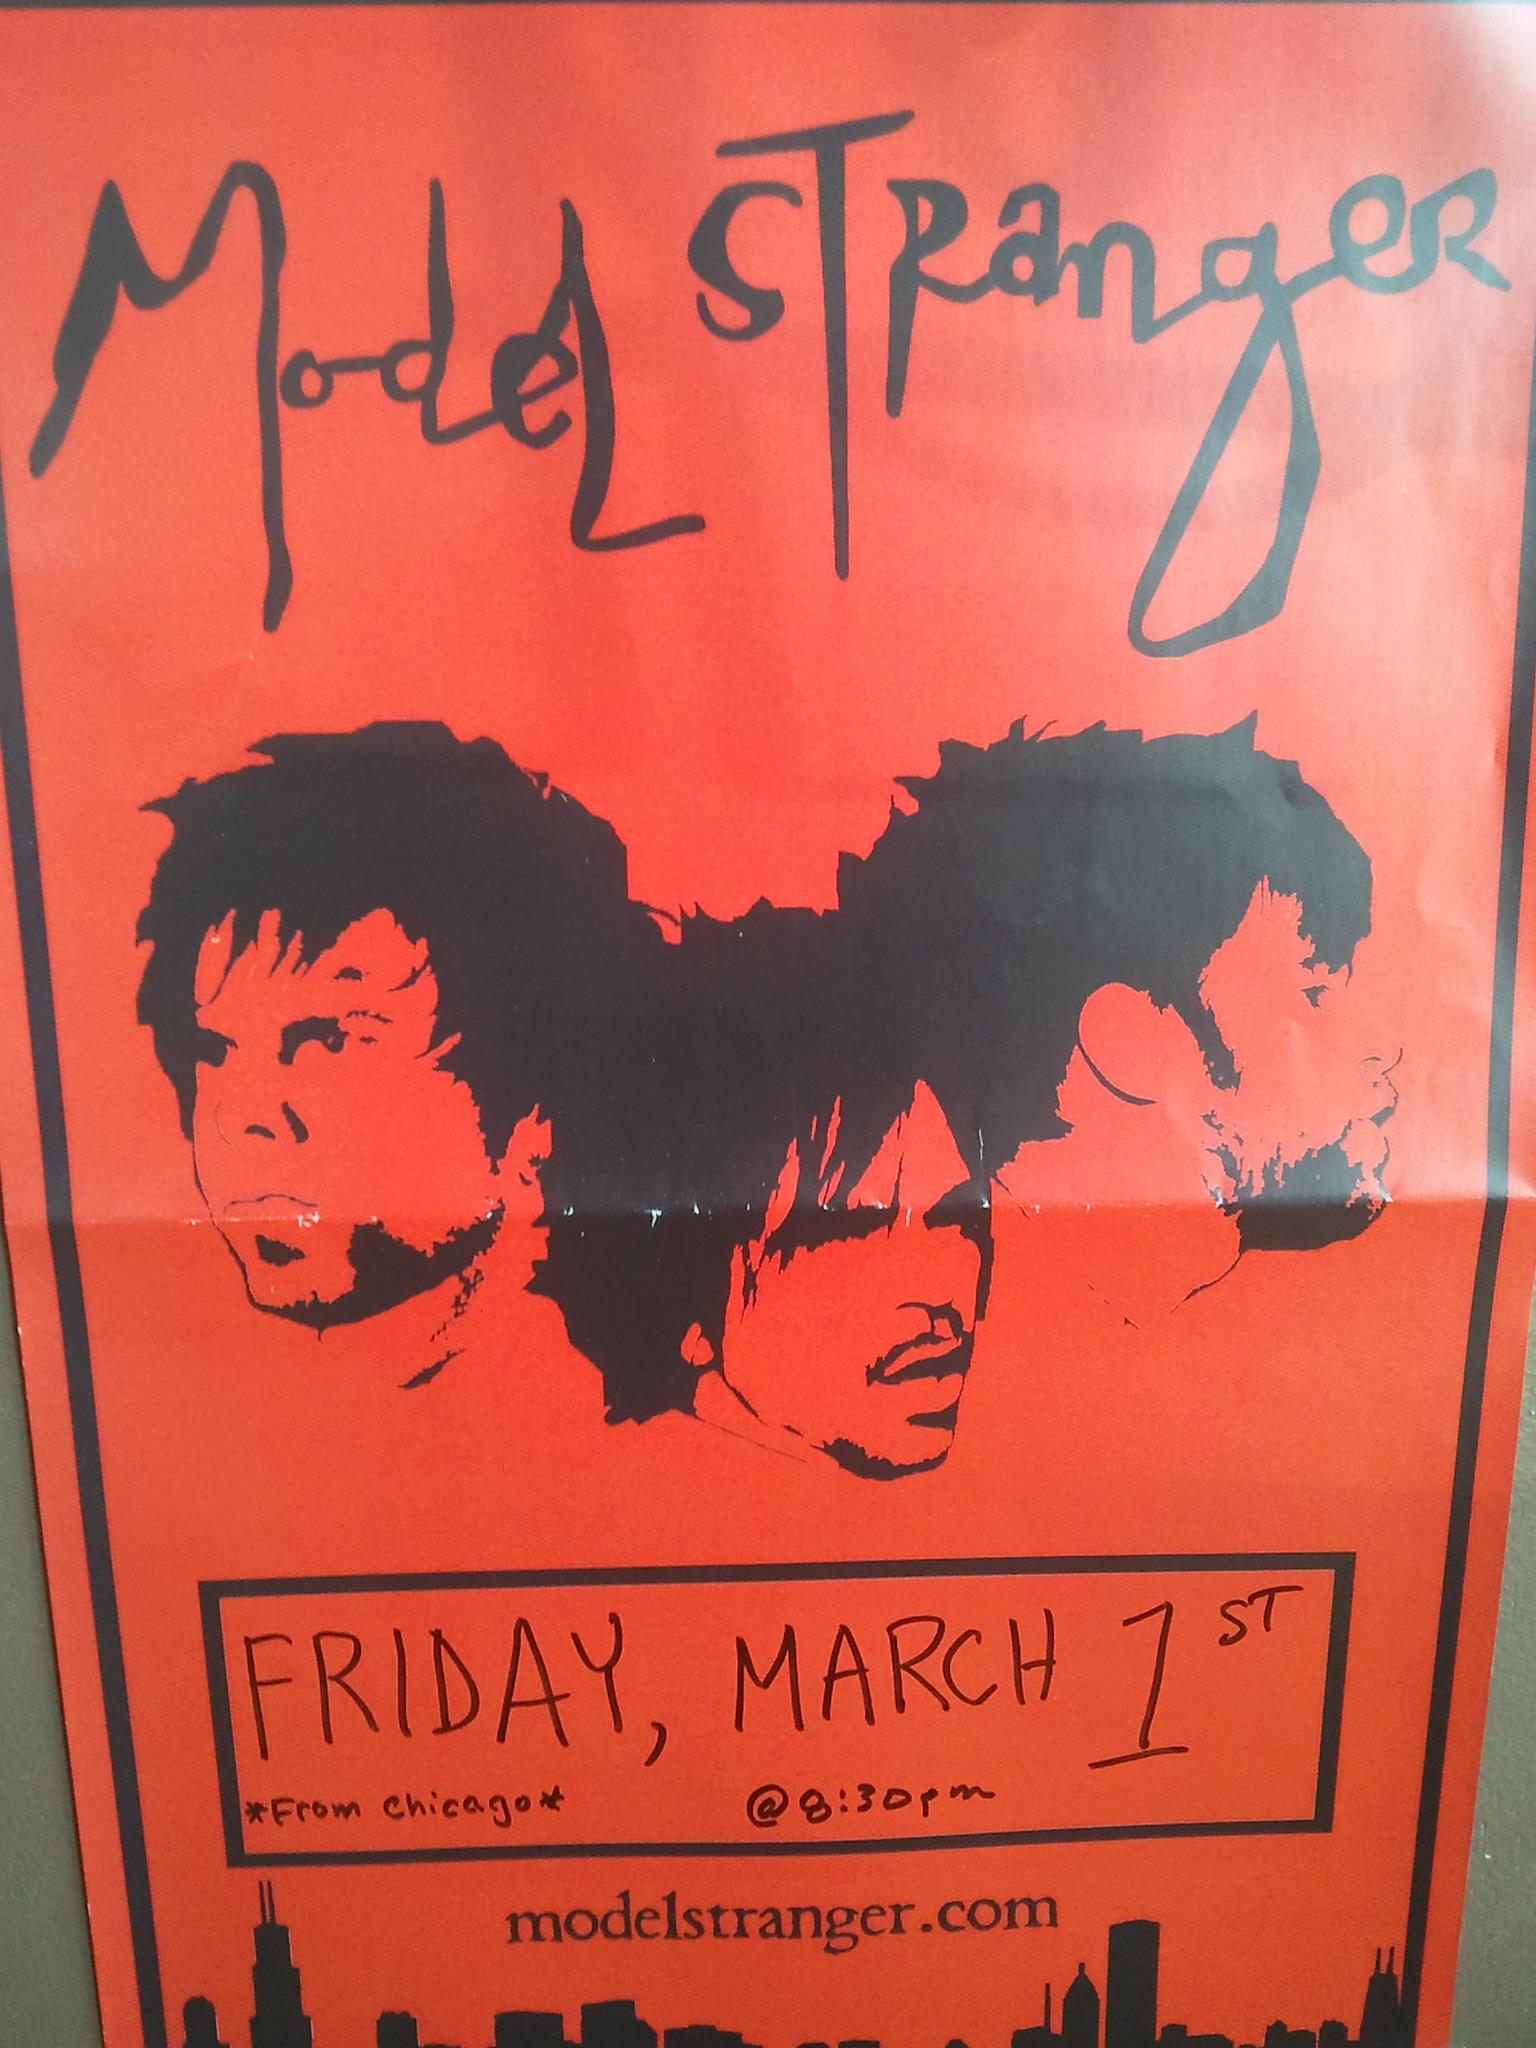 Model Stranger
FRIDAY, MARCH 1ST
*From Chicago* @8:30pm
modelstranger.com